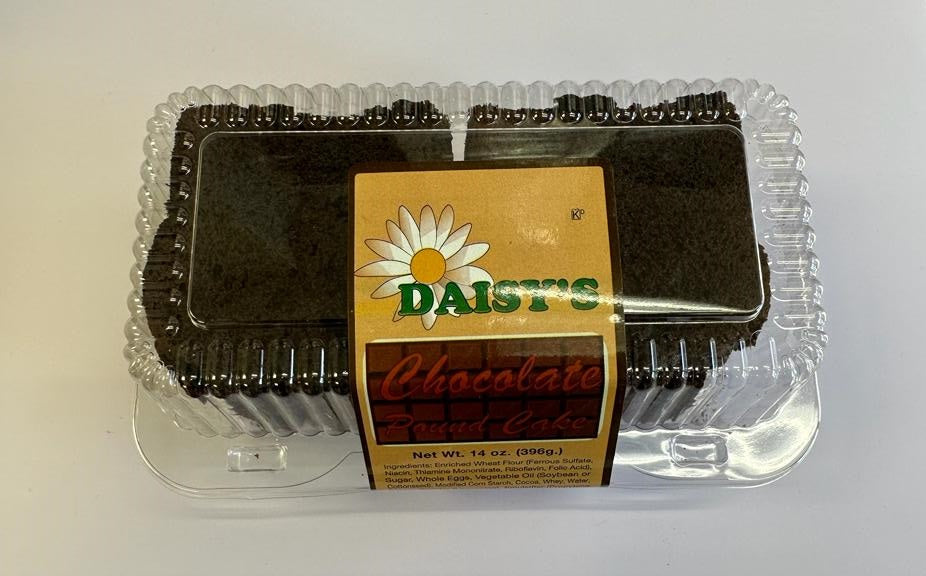 K D
DAISY'S
Chocolate
Pound Cake
Net Wt. 14 oz. (396g.)
Ingredients: Enriched Wheat Flour (Ferrous Sulfate,
Niacin, Thiamine Mononitrate, Riboflavin, Folic Acid),
Sugar, Whole Eggs, Vegetable Oil (Soybean or
Cottonseed), Modified Corn Starch, Cocoa, Whey, Water,